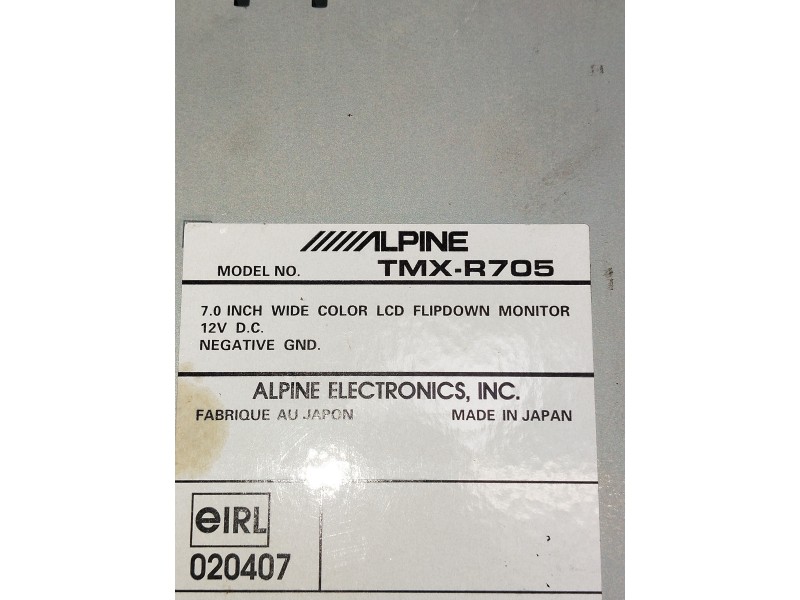 ALPINE
MODEL NO. TMX-R705
7.0 INCH WIDE COLOR LCD FLIPDOWN MONITOR
12V D.C.
NEGATIVE GND.
ALPINE ELECTRONICS, INC.
FABRIQUE AU JAPON MADE IN JAPAN
eIRL
020407